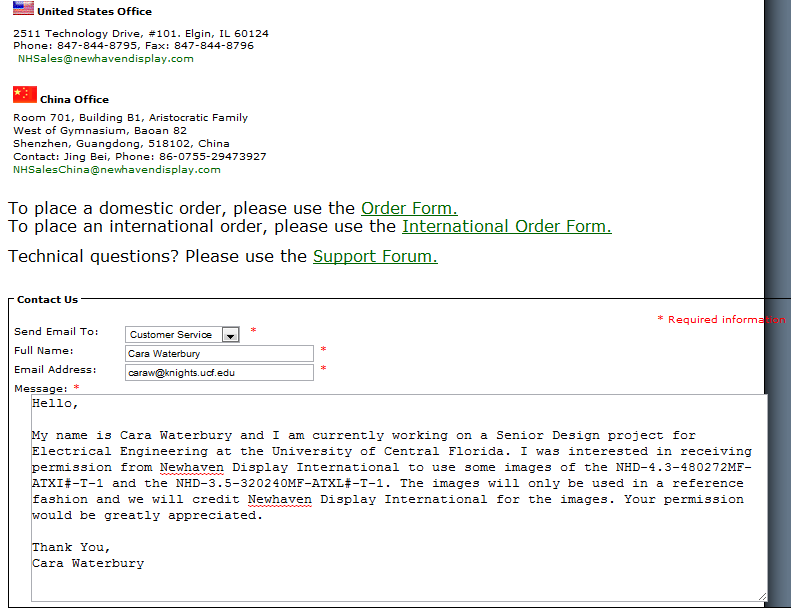 United States Office
2511 Technology Drive, #101. Elgin, IL 60124
Phone: 847-844-8795, Fax: 847-844-8796
NHSales@newhavendisplay.com
China Office
Room 701, Building B1, Aristocratic Family
West of Gymnasium, Baoan 82
Shenzhen, Guangdong, 518102, China
Contact: Jing Bei, Phone: 86-0755-29473927
NHSalesChina@newhavendisplay.com
To place a domestic order, please use the Order Form.
To place an international order, please use the International Order Form.
Technical questions? Please use the Support Forum.
Contact Us
* Required information
Send Email To: Customer Service *
Full Name: Cara Waterbury *
Email Address: caraw@knights.ucf.edu *
Message: *
Hello,
My name is Cara Waterbury and I am currently working on a Senior Design project for
Electrical Engineering at the University of Central Florida. I was interested in receiving
permission from Newhaven Display International to use some images of the NHD-4.3-480272MF-
ATXI#-T-1 and the NHD-3.5-320240MF-ATXL#-T-1. The images will only be used in a reference
fashion and we will credit Newhaven Display International for the images. Your permission
would be greatly appreciated.
Thank You,
Cara Waterbury